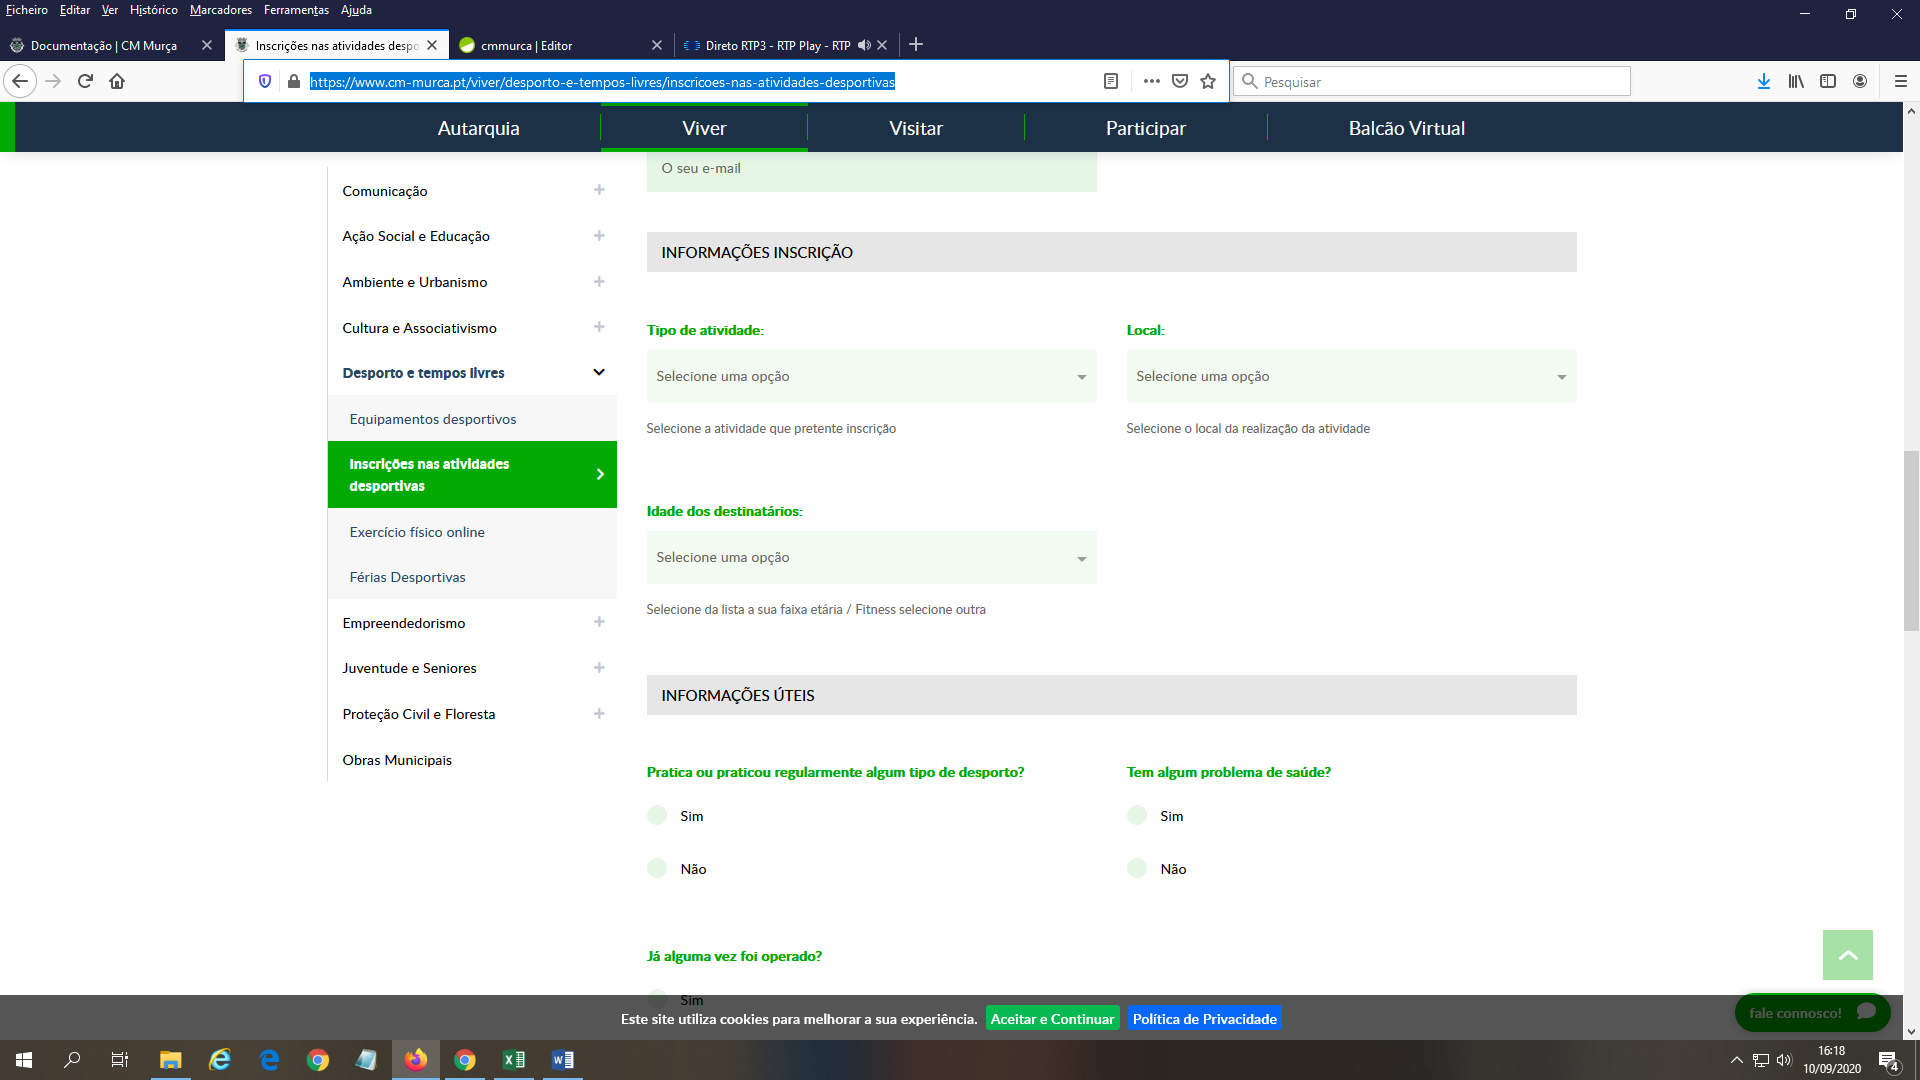 Ficheiro Editar Ver Histórico Marcadores Ferramentas Ajuda
Documentação | CM Murça
Inscrições nas atividades despo
cmmurca | Editor
Direto RTP3 - RTP Play - RTP
https://www.cm-murca.pt/viver/desporto-e-tempos-livres/inscricoes-nas-atividades-desportivas
Pesquisar
Autarquia
Viver
Visitar
Participar
Balcão Virtual
Comunicação
Ação Social e Educação
Ambiente e Urbanismo
Cultura e Associativismo
Desporto e tempos livres
Equipamentos desportivos
Inscrições nas atividades
desportivas
Exercício físico online
Férias Desportivas
Empreendedorismo
Juventude e Seniores
Proteção Civil e Floresta
Obras Municipais
O seu e-mail
INFORMAÇÕES INSCRIÇÃO
Tipo de atividade:
Selecione uma opção
Selecione a atividade que pretente inscrição
Local:
Selecione uma opção
Selecione o local da realização da atividade
Idade dos destinatários:
Selecione uma opção
Selecione da lista a sua faixa etária / Fitness selecione outra
INFORMAÇÕES ÚTEIS
Pratica ou praticou regularmente algum tipo de desporto?
Sim
Não
Tem algum problema de saúde?
Sim
Não
Já alguma vez foi operado?
Sim
Este site utiliza cookies para melhorar a sua experiência.
Aceitar e Continuar
Política de Privacidade
fale connosco!
16:18
10/09/2020
4